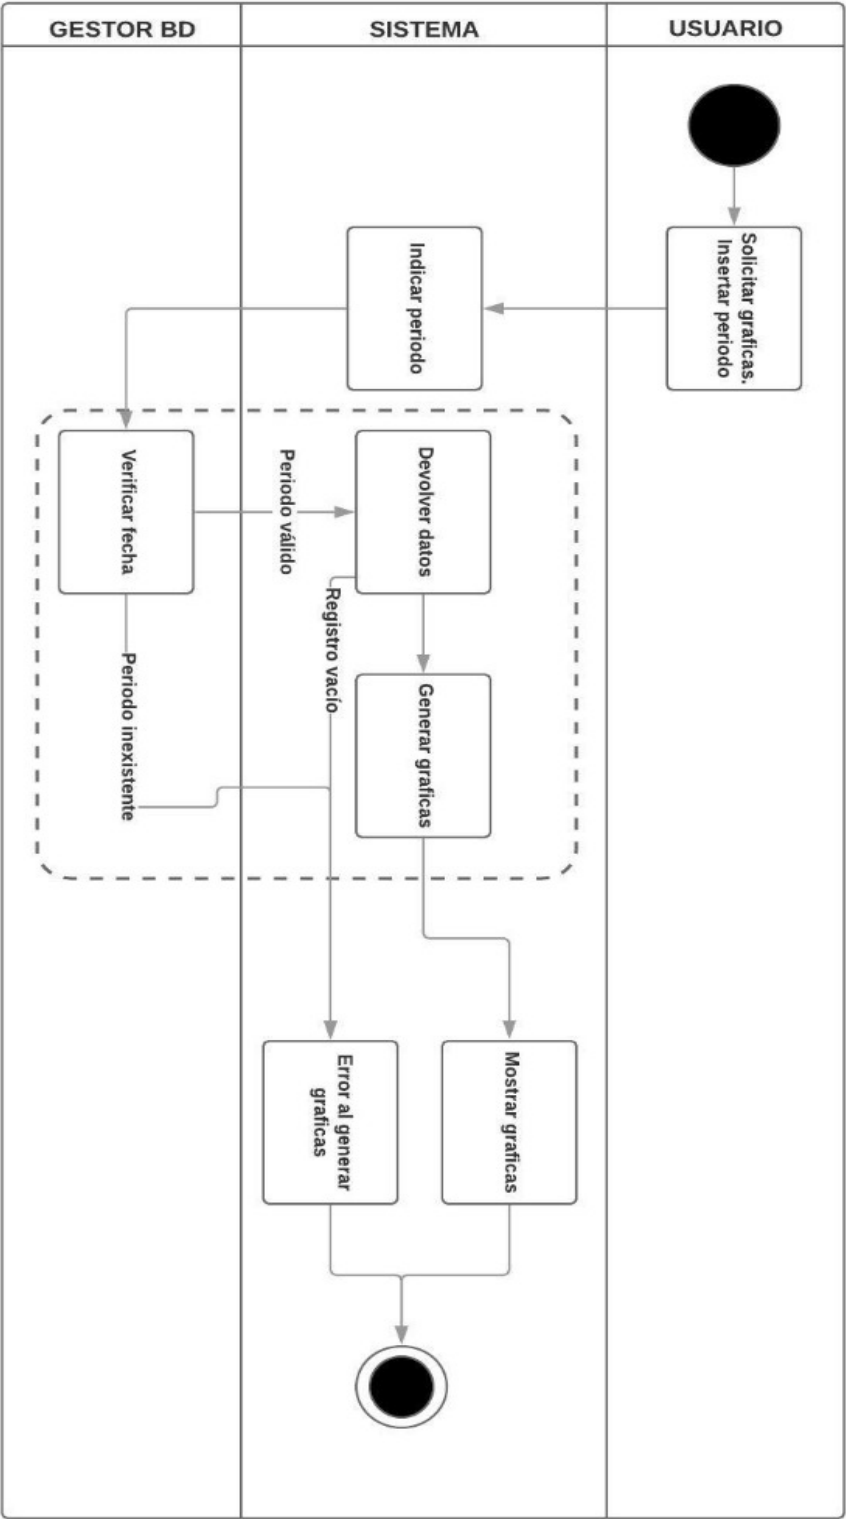 GESTOR BD
SISTEMA
USUARIO
Solicitar graficas.
Insertar periodo
Indicar periodo
Verificar fecha
Periodo válido
Devolver datos
Registro vacío
Periodo inexistente
Generar graficas
Error al generar
graficas
Mostrar graficas